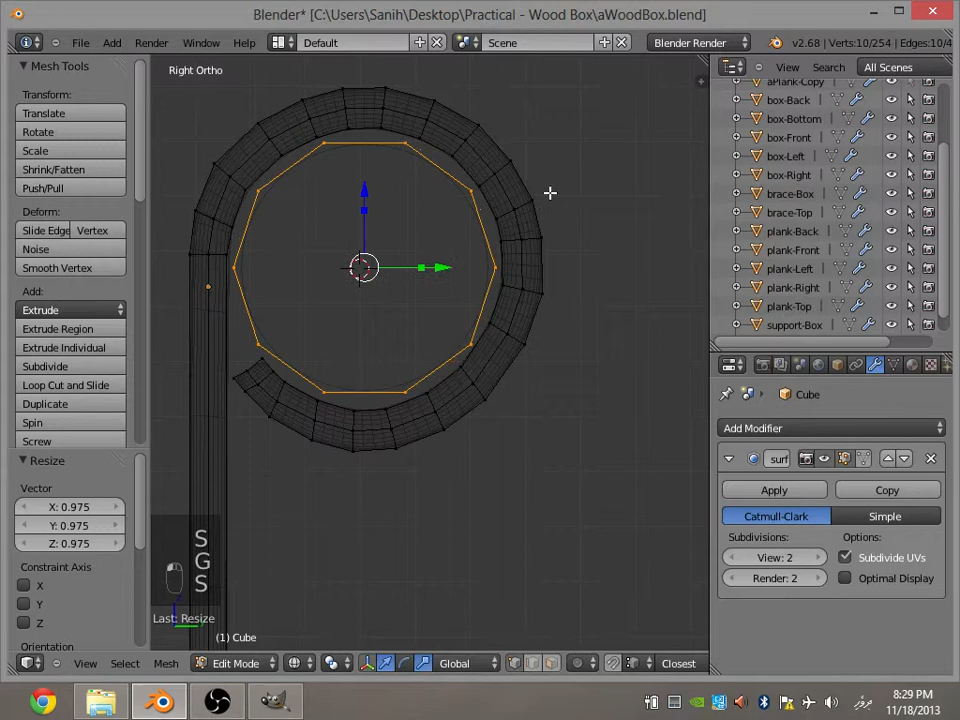 Blender* [C:\Users\Sanih\Desktop\Practical - Wood Box\aWoodBox.blend]
File Add Render Window Help Default Scene Blender Render v2.68 | Verts:10/254 | Edges:10/4
Mesh Tools
Transform:
Translate
Rotate
Scale
Shrink/Fatten
Push/Pull
Deform:
Slide Edge Vertex
Noise
Smooth Vertex
Add:
Extrude
Extrude Region
Extrude Individual
Subdivide
Loop Cut and Slide
Duplicate
Spin
Screw
Resize
Vector
X: 0.975
Y: 0.975
Z: 0.975
Constraint Axis
X
Y
Z
Orientation
Right Ortho
S
G
S
Last: Resize
(1) Cube
View Select Mesh Edit Mode Global Closest
View Search All Scenes
aPlank-Copy
box-Back
box-Bottom
box-Front
box-Left
box-Right
brace-Box
brace-Top
plank-Back
plank-Front
plank-Left
plank-Right
plank-Top
support-Box
Cube
Add Modifier
surf
Apply Copy
Catmull-Clark Simple
Subdivisions: Options:
View: 2 Subdivide UVs
Render: 2 Optimal Display
8:29 PM
11/18/2013